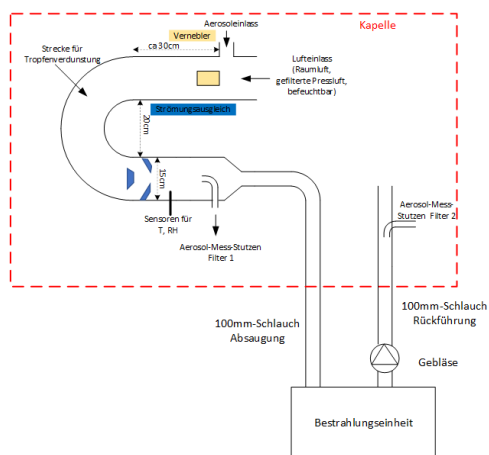 Aerosoleinlass
Kapelle
Vernebler
ca 30cm
Strecke für
Tropfenverdunstung
Lufteinlass
(Raumluft,
gefilterte Pressluft,
befeuchtbar)
Strömungsausgleich
20cm
15cm
Sensoren für
T, RH
Aerosol-Mess-Stutzen
Filter 1
Aerosol-Mess-
Stutzen Filter 2
100mm-Schlauch
Absaugung
100mm-Schlauch
Rückführung
Gebläse
Bestrahlungseinheit